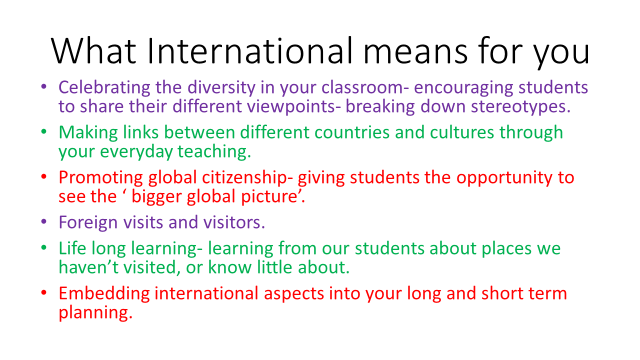 What International means for you
• Celebrating the diversity in your classroom- encouraging students
to share their different viewpoints- breaking down stereotypes.
• Making links between different countries and cultures through
your everyday teaching.
• Promoting global citizenship- giving students the opportunity to
see the ‘ bigger global picture’.
• Foreign visits and visitors.
• Life long learning- learning from our students about places we
haven’t visited, or know little about.
• Embedding international aspects into your long and short term
planning.